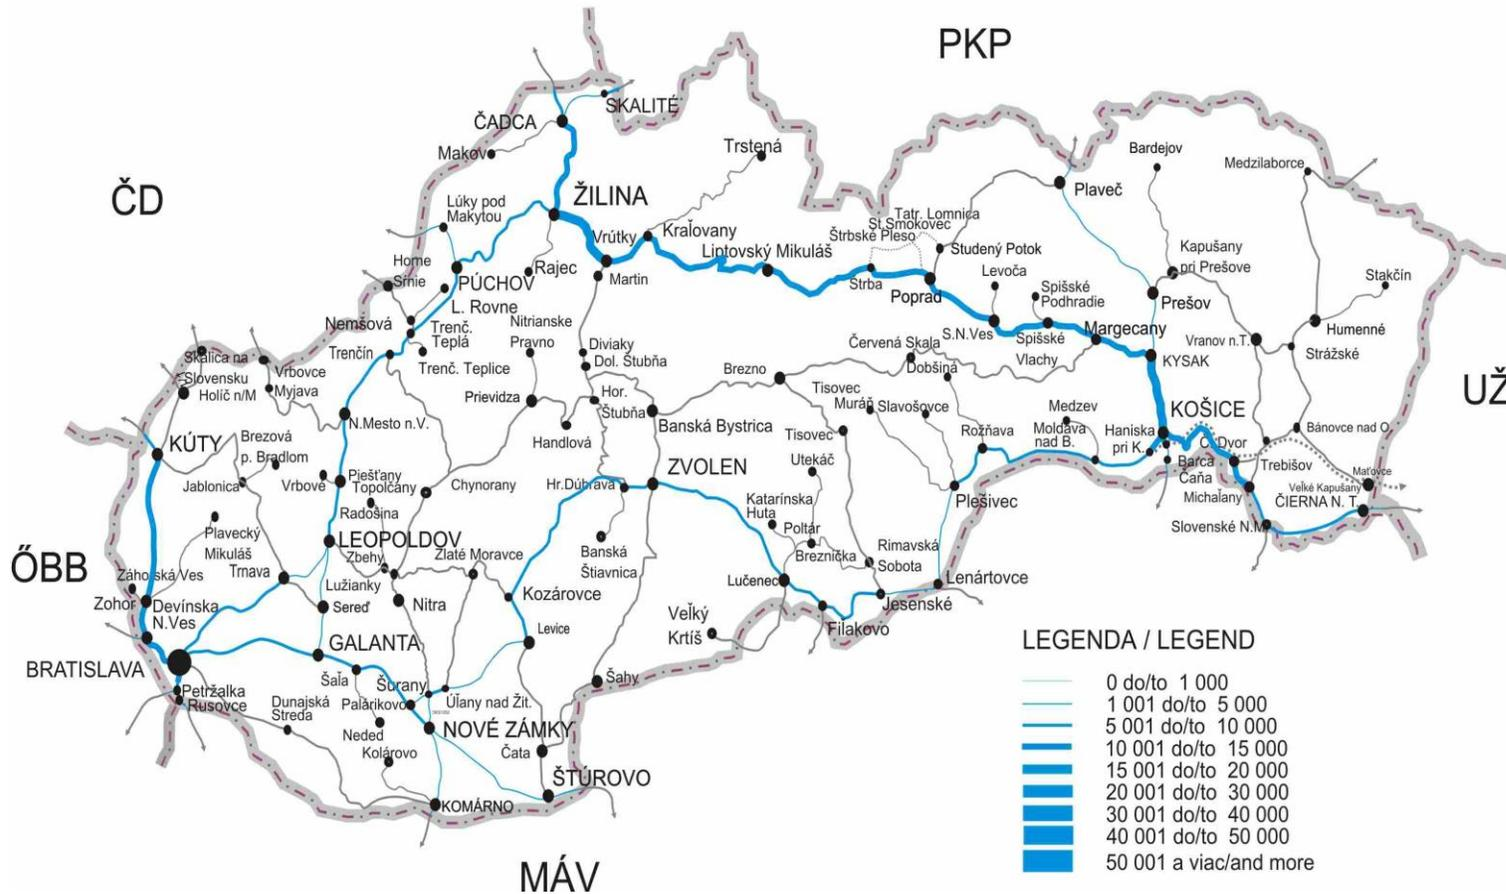 PKP
SKALITÉ
ČADCA
Makov
Trstená
Bardejov
Medzilaborce
ČD
ŽILINA
Plaveč
Lúky pod
Makytou
Kraľovany
Vrútky
Tatr. Lomnica
St.Smokovec
Štrbské Pleso
Studený Potok
Liptovský Mikuláš
Kapušany
pri Prešove
Horne
Sŕnie
PÚCHOV
Rajec
Martin
Strba
Poprad
Levoča
Spišské
Podhradie
Prešov
Stakčín
L. Rovne
Nemšová
Trenč.
Teplá
Nitrianske
Pravno
S.N.Ves
Spišské
Vlachy
Margecany
Humenné
Trenčín
Trenč. Teplice
Diviaky
Dol. Štubňa
Červená Skala
Dobšiná
KYSAK
Vranov n.T.
Strážské
Skalica na
Slovensku
Holíč n/M
Vrbovce
Myjava
Brezno
UŽ
Prievidza
Hor.
Štubňa
Tisovec
Muráň
Slavošovce
N.Mesto n.V.
Handlová
Banská Bystrica
Medzev
Moldava
nad B.
Haniska
pri K.
KOŠICE
KÚTY
Brezová
p. Bradlom
Tisovec
Rožňava
Č. Dvor
Bánovce nad O.
Jablonica
Vrbové
Piešťany
Topoľčany
Chynorany
Hr.Dúbrava
ZVOLEN
Utekáč
Barca
Čaňa
Trebišov
Maťovce
Radošina
Katarínska
Huta
Plešivec
Michaľany
Veľké Kapušany
ČIERNA N. T.
Plavecký
Mikuláš
LEOPOLDOV
Poltár
Breznička
Slovenské N.M.
ŐBB
Záhorská Ves
Trnava
Zbehy
Zlaté Moravce
Banská
Štiavnica
Rimavská
Sobota
Zohor
Devínska
N.Ves
Lužianky
Sereď
Nitra
Kozárovce
Lučenec
Lenártovce
Jesenské
GALANTA
Levice
Veľký
Krtíš
Fiľakovo
BRATISLAVA
Šaľa
Šurany
Šahy
Petržalka
Rusovce
Dunajská
Streda
Palárikovo
Úľany nad Žit.
Neded
Kolárovo
NOVÉ ZÁMKY
Čata
ŠTÚROVO
KOMÁRNO
MÁV
LEGENDA / LEGEND
0 do/to 1 000
1 001 do/to 5 000
5 001 do/to 10 000
10 001 do/to 15 000
15 001 do/to 20 000
20 001 do/to 30 000
30 001 do/to 40 000
40 001 do/to 50 000
50 001 a viac/and more